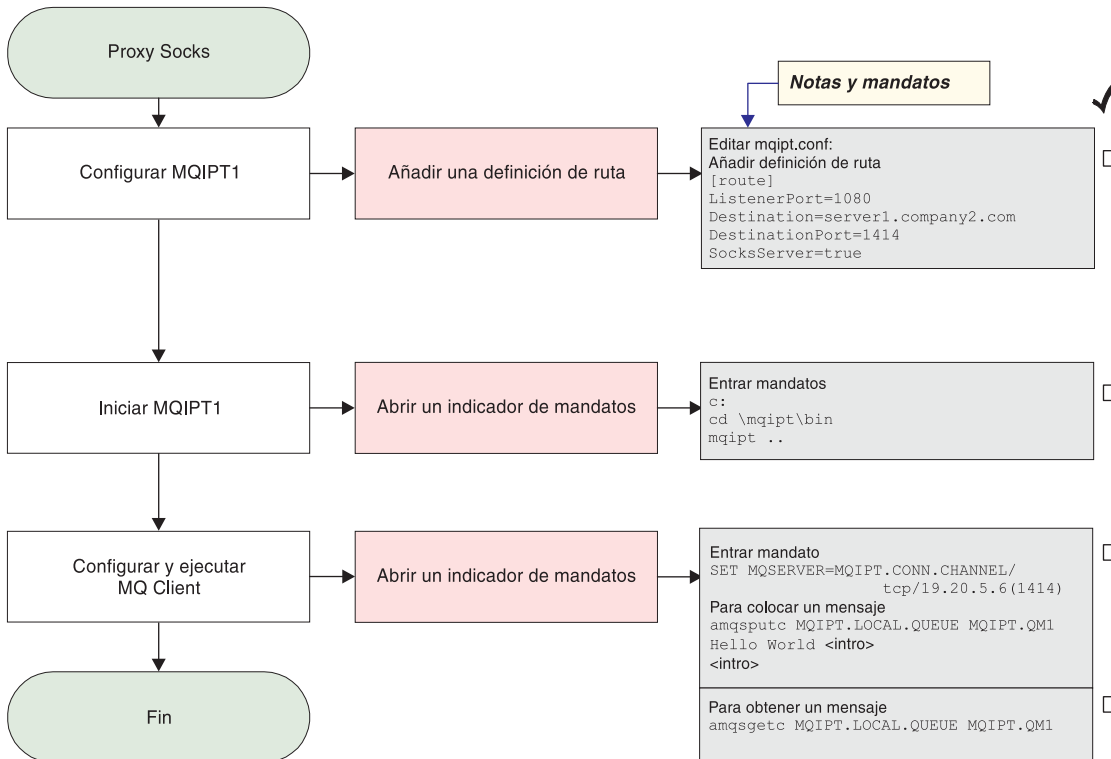 Proxy Socks
Notas y mandatos
Configurar MQIPT1
Añadir una definición de ruta
Editar mqipt.conf:
Añadir definición de ruta
[route]
ListenerPort=1080
Destination=server1.company2.com
DestinationPort=1414
SocksServer=true
Iniciar MQIPT1
Abrir un indicador de mandatos
Entrar mandatos
c:
cd \mqipt\bin
mqipt ..
Configurar y ejecutar
MQ Client
Abrir un indicador de mandatos
Entrar mandato
SET MQSERVER=MQIPT.CONN.CHANNEL/
tcp/19.20.5.6(1414)
Para colocar un mensaje
amqsputc MQIPT.LOCAL.QUEUE MQIPT.QM1
Hello World <intro>
<intro>
Para obtener un mensaje
amqsgetc MQIPT.LOCAL.QUEUE MQIPT.QM1
Fin